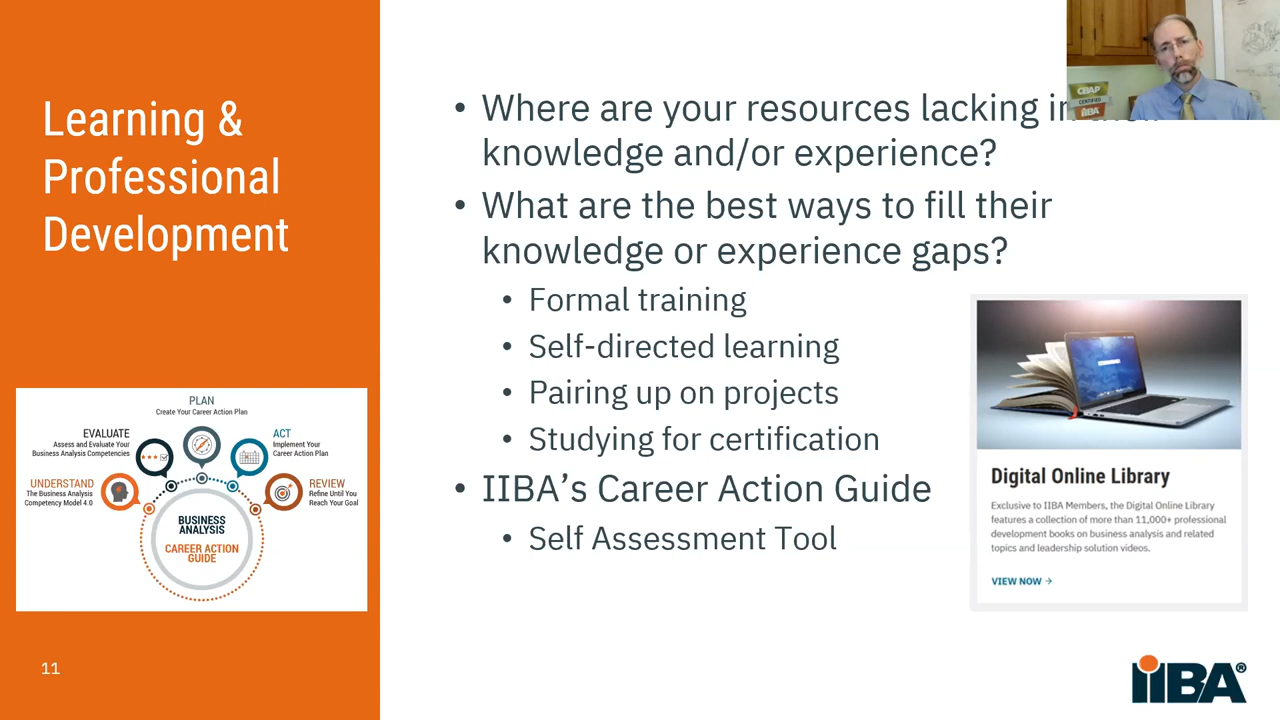 Learning &
Professional
Development
• Where are your resources lacking in
knowledge and/or experience?
• What are the best ways to fill their
knowledge or experience gaps?
• Formal training
• Self-directed learning
• Pairing up on projects
• Studying for certification
• IIBA's Career Action Guide
• Self Assessment Tool
CBAP
CERTIFIED
IIBA
PLAN
Create Your Career Action Plan
EVALUATE
Assess and Evaluate Your
Business Analysis Competencies
ACT
Implement Your
Career Action Plan
UNDERSTAND
The Business Analysis
Competency Model 4.0
REVIEW
Refine Until You
Reach Your Goal
BUSINESS
ANALYSIS
CAREER ACTION
GUIDE
Digital Online Library
Exclusive to IIBA Members, the Digital Online Library
features a collection of more than 11,000+ professional
development books on business analysis and related
topics and leadership solution videos.
VIEW NOW →
11
IIBA®